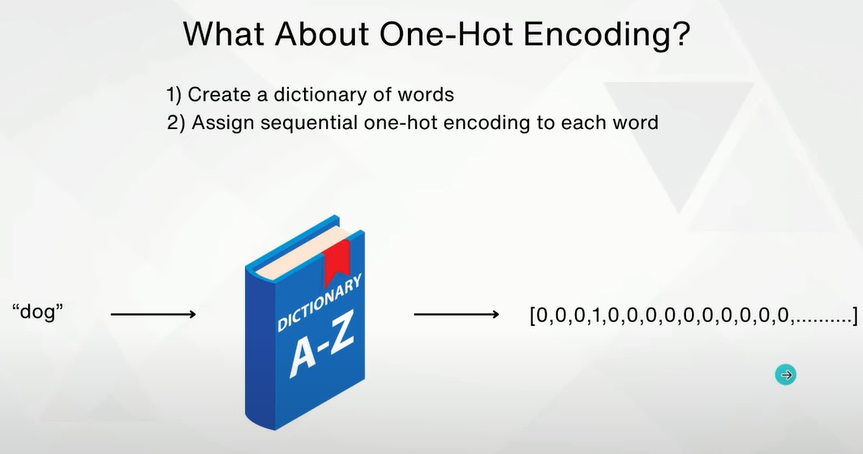 What About One-Hot Encoding?
1) Create a dictionary of words
2) Assign sequential one-hot encoding to each word
“dog”
DICTIONARY
A-Z
[0,0,0,1,0,0,0,0,0,0,0,0,0,0,..........]